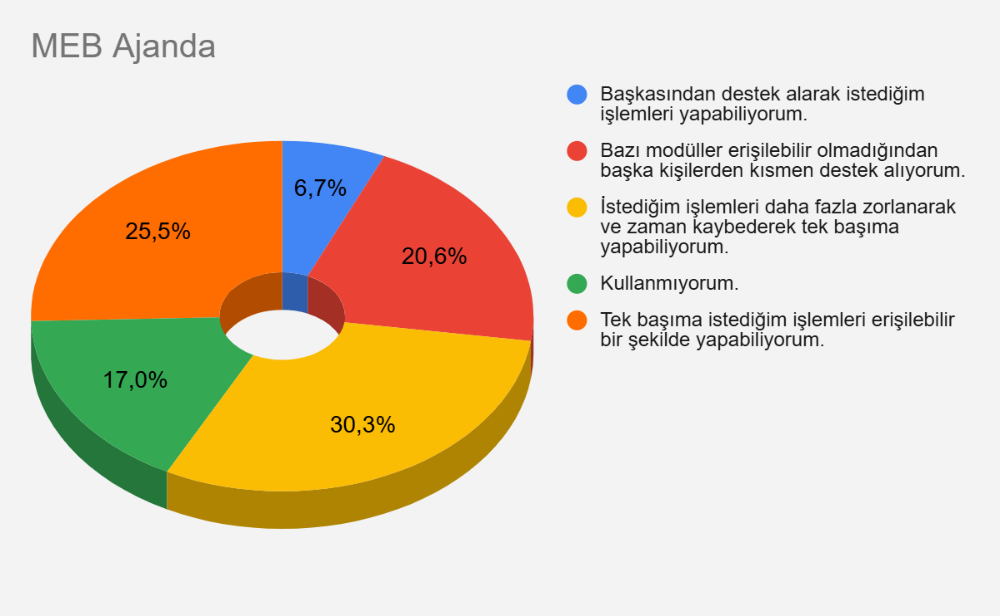 MEB Ajanda
Başkasından destek alarak istediğim
işlemleri yapabiliyorum.
Bazı modüller erişilebilir olmadığından
başka kişilerden kısmen destek alıyorum.
İstediğim işlemleri daha fazla zorlanarak
ve zaman kaybederek tek başıma
yapabiliyorum.
Kullanmıyorum.
Tek başıma istediğim işlemleri erişilebilir
bir şekilde yapabiliyorum.
6,7%
25,5%
20,6%
17,0%
30,3%